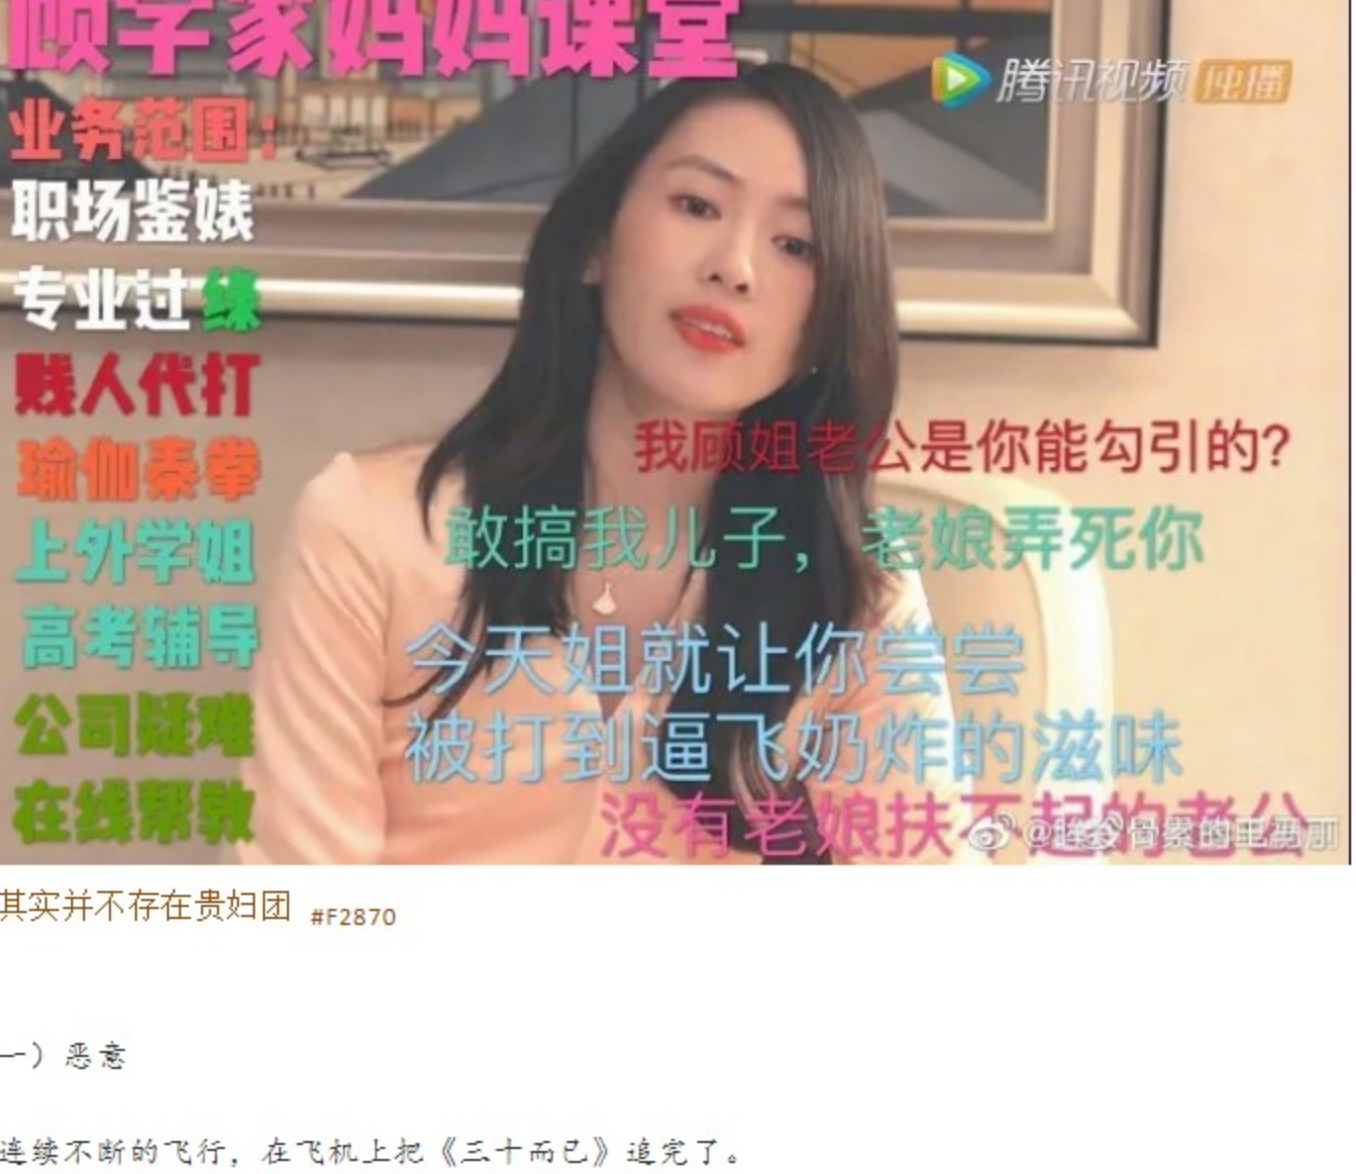 顾学家妈妈课堂
腾讯视频 独播
业务范围：
职场鉴婊
专业过绿
贱人代打
瑜伽泰拳
上外学姐
高考辅导
公司疑难
在线帮教
我顾姐老公是你能勾引的?
敢搞我儿子，老娘弄死你
今天姐就让你尝尝
被打到逼飞奶炸的滋味
没有老娘扶不起的老公
其实并不存在贵妇团 #F2870
一）恶意
连续不断的飞行，在飞机上把《三十而已》追完了。